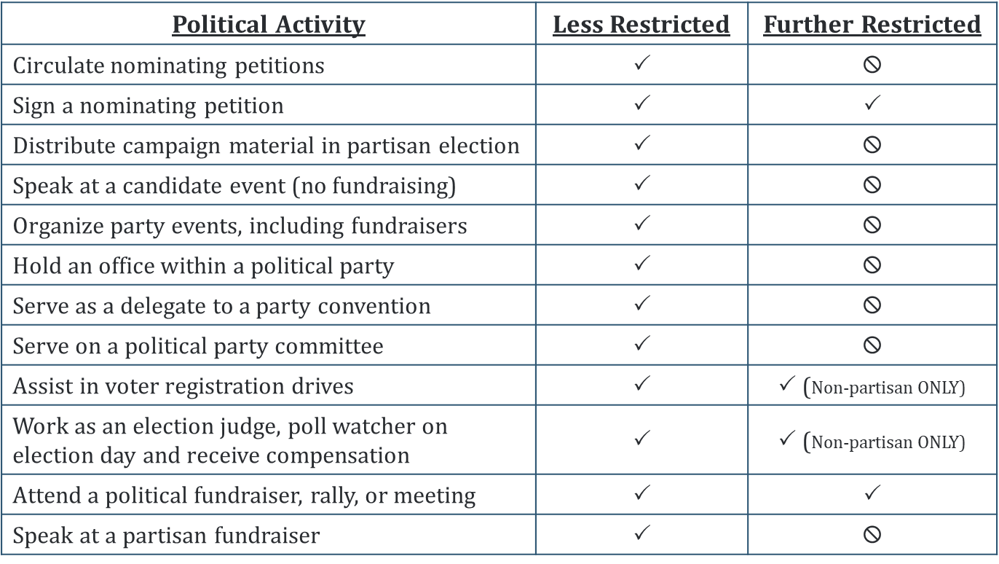 Political Activity Less Restricted Further Restricted
Circulate nominating petitions ✓ 🛇
Sign a nominating petition ✓ ✓
Distribute campaign material in partisan election ✓ 🛇
Speak at a candidate event (no fundraising) ✓ 🛇
Organize party events, including fundraisers ✓ 🛇
Hold an office within a political party ✓ 🛇
Serve as a delegate to a party convention ✓ 🛇
Serve on a political party committee ✓ 🛇
Assist in voter registration drives ✓ ✓ (Non-partisan ONLY)
Work as an election judge, poll watcher on
election day and receive compensation ✓ ✓ (Non-partisan ONLY)
Attend a political fundraiser, rally, or meeting ✓ ✓
Speak at a partisan fundraiser ✓ 🛇